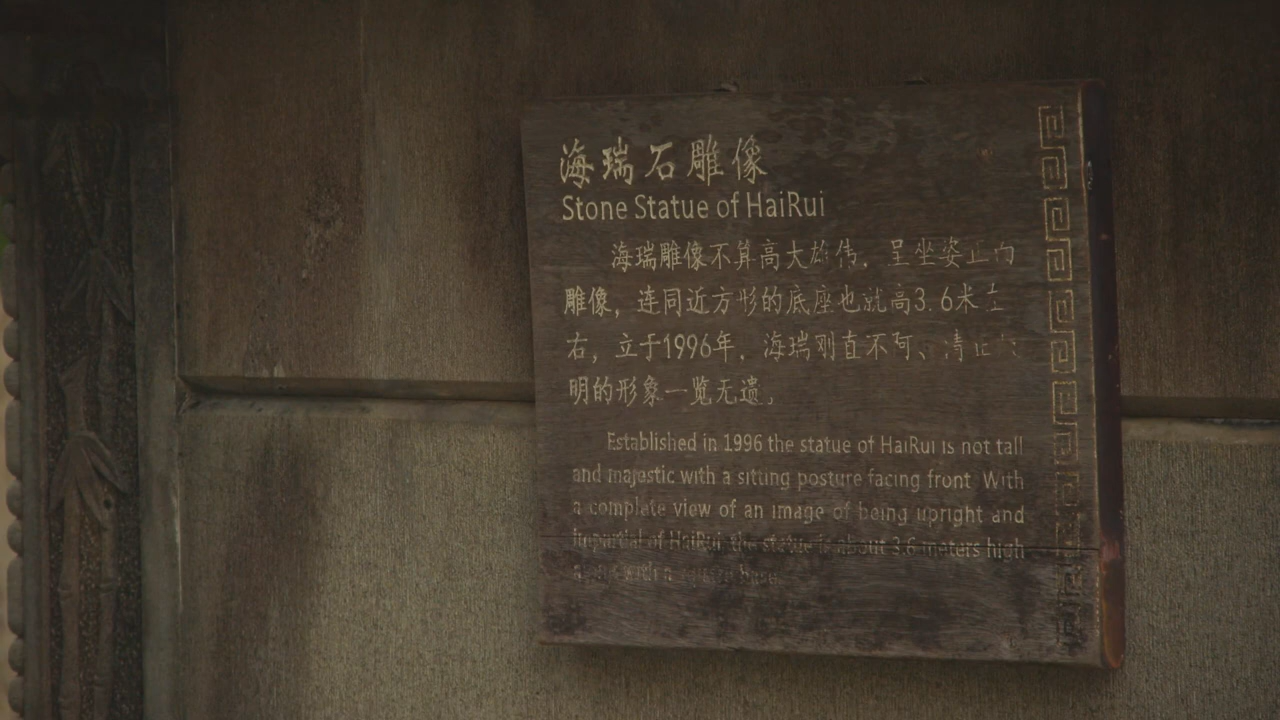 海瑞石雕像
Stone Statue of HaiRui
海瑞雕像不算高大雄伟，呈坐姿正向
雕像，连同近方形的底座也就高3.6米左
右，立于1996年，海瑞刚直不阿、清正
明的形象一览无遗。
Established in 1996 the statue of HaiRui is not tall
and majestic with a sitting posture facing front With
a complete view of an image of being upright and
impartial of HaiRui the statue is about 3.6 meters high
with a square base